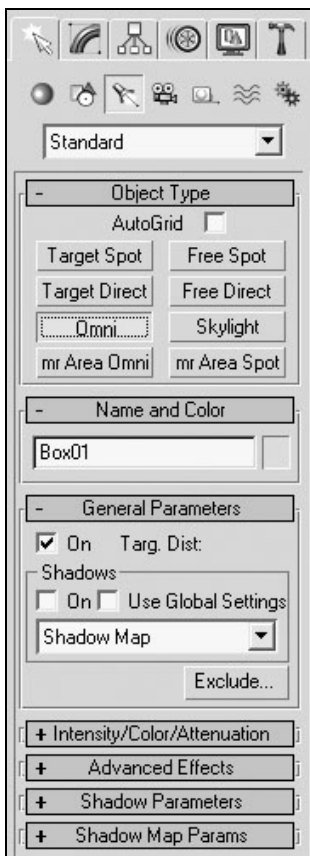 Standard
- Object Type
AutoGrid
Target Spot Free Spot
Target Direct Free Direct
Omni Skylight
mr Area Omni mr Area Spot
- Name and Color
Box01
- General Parameters
On Targ. Dist:
Shadows
On Use Global Settings
Shadow Map
Exclude...
+ Intensity/Color/Attenuation
+ Advanced Effects
+ Shadow Parameters
+ Shadow Map Params